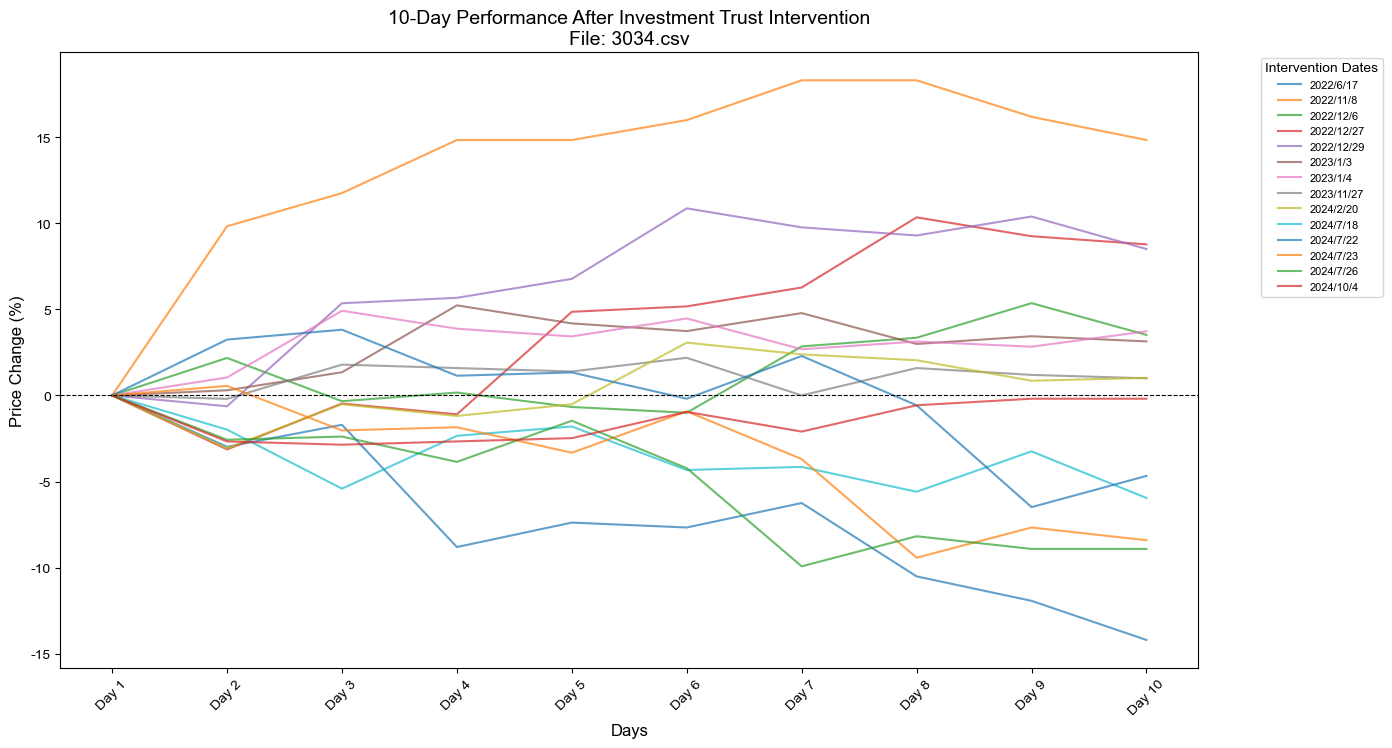 10-Day Performance After Investment Trust Intervention
File: 3034.csv
Price Change (%)
15
10
5
0
-5
-10
-15
Day 1
Day 2
Day 3
Day 4
Day 5
Day 6
Day 7
Day 8
Day 9
Day 10
Days
Intervention Dates
2022/6/17
2022/11/8
2022/12/6
2022/12/27
2022/12/29
2023/1/3
2023/1/4
2023/11/27
2024/2/20
2024/7/18
2024/7/22
2024/7/23
2024/7/26
2024/10/4